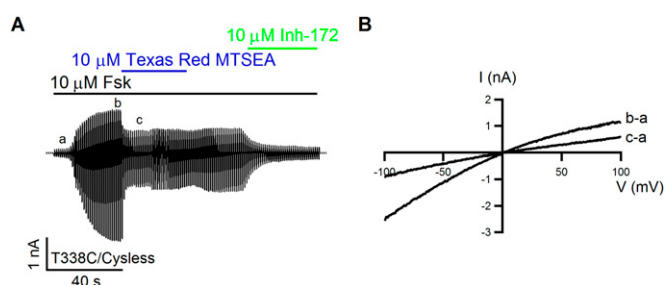 A
10 μM Inh-172
10 μM Texas Red MTSEA
10 μM Fsk
b
c
a
1 nA
T338C/Cysless
40 s
B
I (nA)
2
1
b-a
c-a
-100
-50
50
100
V (mV)
-1
-2
-3